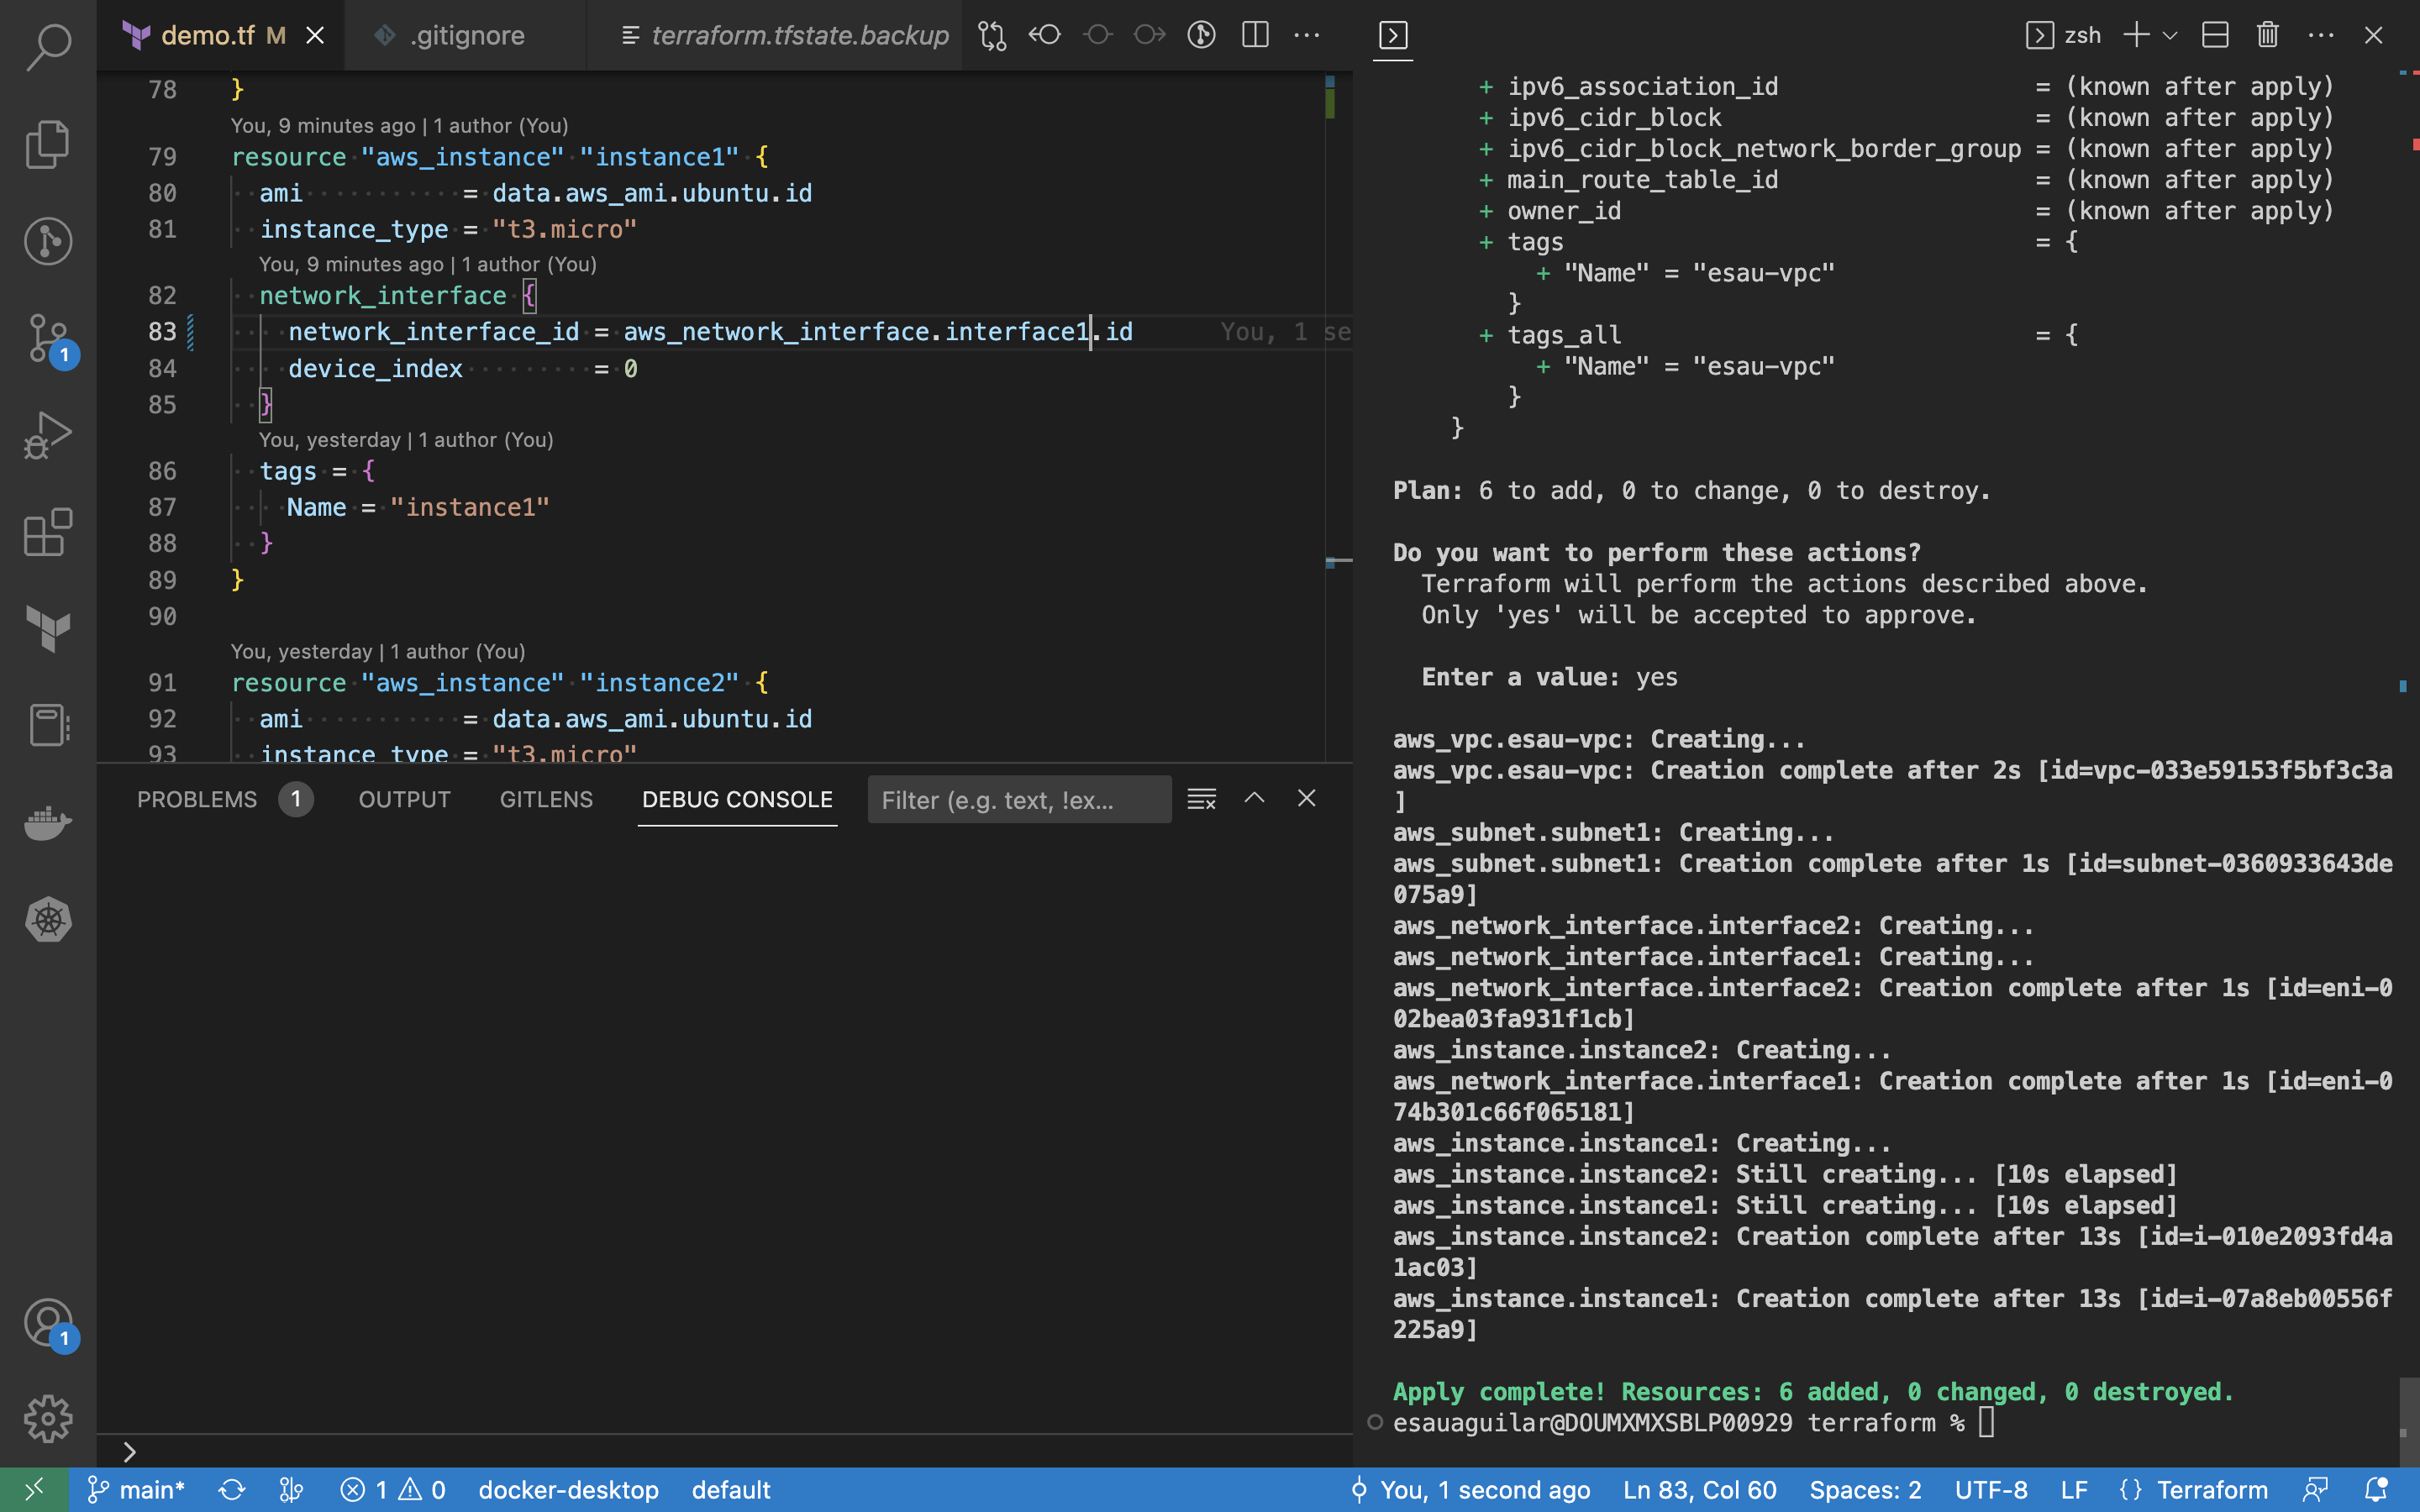 demo.tf M
.gitignore
terraform.tfstate.backup
78 }
You, 9 minutes ago | 1 author (You)
79 resource "aws_instance" "instance1" {
80 ami = data.aws_ami.ubuntu.id
81 instance_type = "t3.micro"
You, 9 minutes ago | 1 author (You)
82 network_interface {
83 network_interface_id = aws_network_interface.interface1.id You, 1 se
84 device_index = 0
85 }
You, yesterday | 1 author (You)
86 tags = {
87 Name = "instance1"
88 }
89 }
90
You, yesterday | 1 author (You)
91 resource "aws_instance" "instance2" {
92 ami = data.aws_ami.ubuntu.id
93 instance_type = "t3.micro"
PROBLEMS 1 OUTPUT GITLENS DEBUG CONSOLE Filter (e.g. text, !ex...
zsh
+ ipv6_association_id = (known after apply)
+ ipv6_cidr_block = (known after apply)
+ ipv6_cidr_block_network_border_group = (known after apply)
+ main_route_table_id = (known after apply)
+ owner_id = (known after apply)
+ tags = {
+ "Name" = "esau-vpc"
}
+ tags_all = {
+ "Name" = "esau-vpc"
}
}
Plan: 6 to add, 0 to change, 0 to destroy.
Do you want to perform these actions?
Terraform will perform the actions described above.
Only 'yes' will be accepted to approve.
Enter a value: yes
aws_vpc.esau-vpc: Creating...
aws_vpc.esau-vpc: Creation complete after 2s [id=vpc-033e59153f5bf3c3a
]
aws_subnet.subnet1: Creating...
aws_subnet.subnet1: Creation complete after 1s [id=subnet-0360933643de
075a9]
aws_network_interface.interface2: Creating...
aws_network_interface.interface1: Creating...
aws_network_interface.interface2: Creation complete after 1s [id=eni-0
02bea03fa931f1cb]
aws_instance.instance2: Creating...
aws_network_interface.interface1: Creation complete after 1s [id=eni-0
74b301c66f065181]
aws_instance.instance1: Creating...
aws_instance.instance2: Still creating... [10s elapsed]
aws_instance.instance1: Still creating... [10s elapsed]
aws_instance.instance2: Creation complete after 13s [id=i-010e2093fd4a
1ac03]
aws_instance.instance1: Creation complete after 13s [id=i-07a8eb00556f
225a9]
Apply complete! Resources: 6 added, 0 changed, 0 destroyed.
esauaguilar@DOUMXMXSBLP00929 terraform %
1
1
main* 1 0 docker-desktop default You, 1 second ago Ln 83, Col 60 Spaces: 2 UTF-8 LF {} Terraform